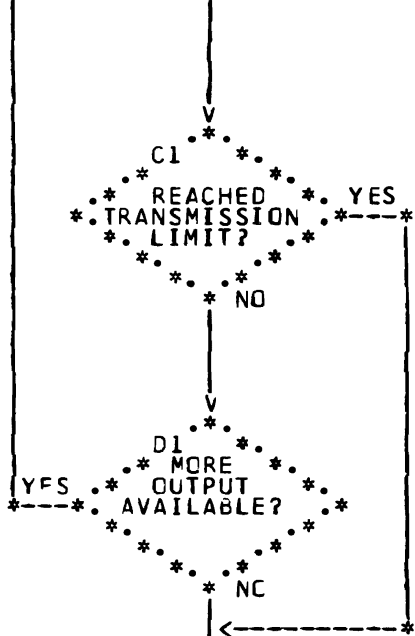 C1
REACHED
TRANSMISSION
LIMIT?
YES
NO
D1
MORE
OUTPUT
AVAILABLE?
YES
NO